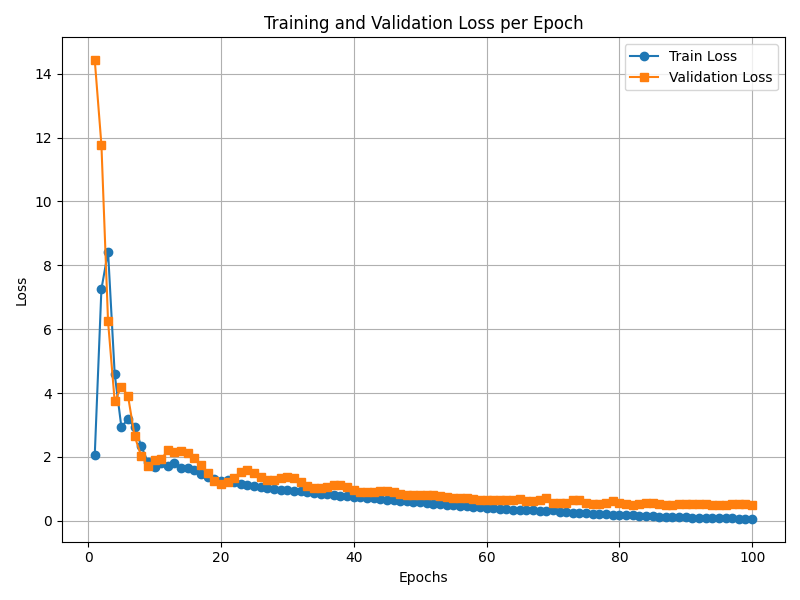 Training and Validation Loss per Epoch
Train Loss
Validation Loss
14
12
10
8
6
4
2
0
Loss
0 20 40 60 80 100
Epochs